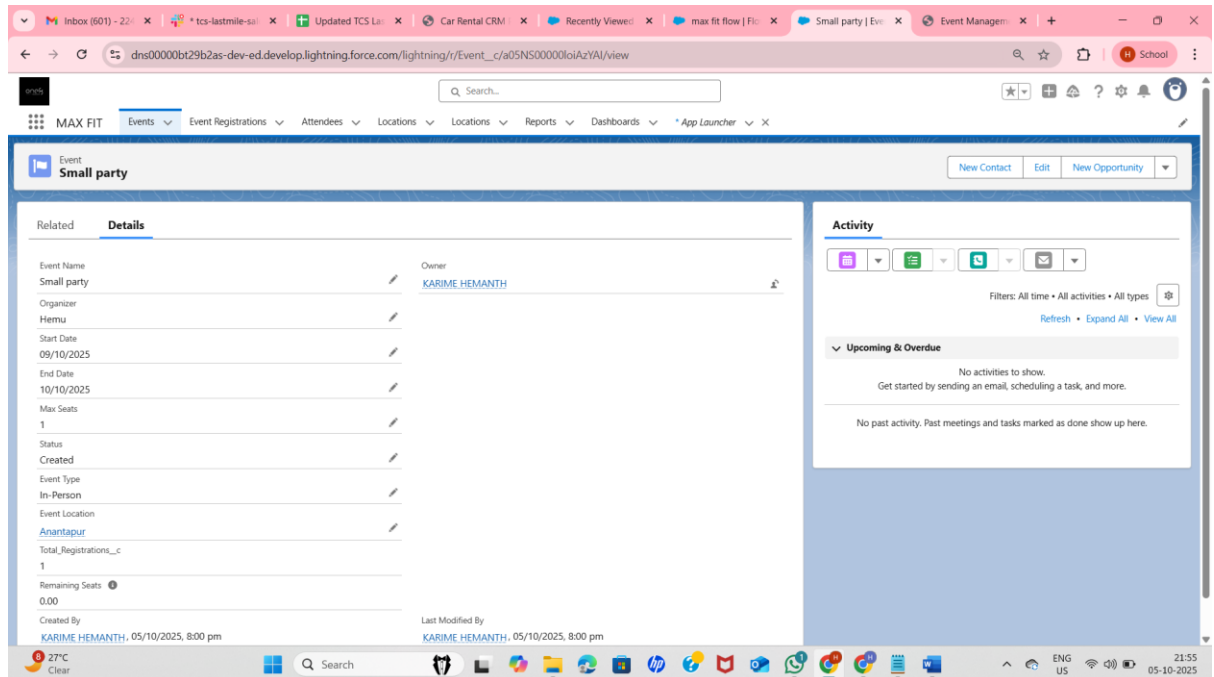 Inbox (601) - 224
* tcs-lastmile-sal
Updated TCS Las
Car Rental CRM
Recently Viewed
max fit flow | Flo
Small party | Eve
Event Managem
dns00000bt29b2as-dev-ed.develop.lightning.force.com/lightning/r/Event__c/a05NS00000loiAzYAI/view
H School
Search...
MAX FIT
Events
Event Registrations
Attendees
Locations
Locations
Reports
Dashboards
* App Launcher
Event
Small party
New Contact
Edit
New Opportunity
Related
Details
Event Name
Small party
Owner
KARIME HEMANTH
Organizer
Hemu
Start Date
09/10/2025
End Date
10/10/2025
Max Seats
1
Status
Created
Event Type
In-Person
Event Location
Anantapur
Total_Registrations__c
1
Remaining Seats
0.00
Created By
KARIME HEMANTH, 05/10/2025, 8:00 pm
Last Modified By
KARIME HEMANTH, 05/10/2025, 8:00 pm
Activity
Filters: All time • All activities • All types
Refresh • Expand All • View All
Upcoming & Overdue
No activities to show.
Get started by sending an email, scheduling a task, and more.
No past activity. Past meetings and tasks marked as done show up here.
8
27°C
Clear
Search
1
ENG
US
21:55
05-10-2025